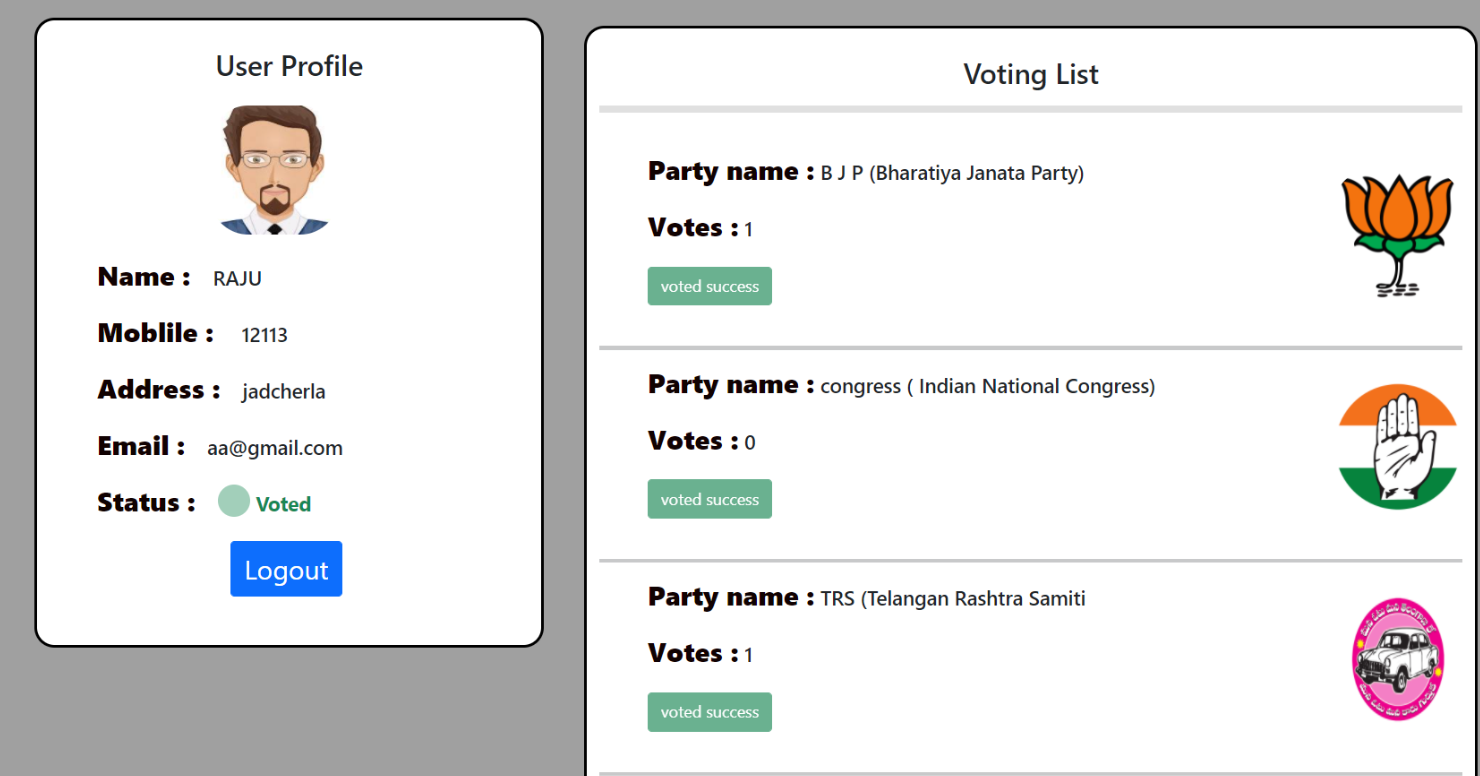 User Profile
Name : RAJU
Moblile : 12113
Address : jadcherla
Email : aa@gmail.com
Status : Voted
Logout
Voting List
Party name : B J P (Bharatiya Janata Party)
Votes : 1
voted success
Party name : congress ( Indian National Congress)
Votes : 0
voted success
Party name : TRS (Telangan Rashtra Samiti
Votes : 1
voted success